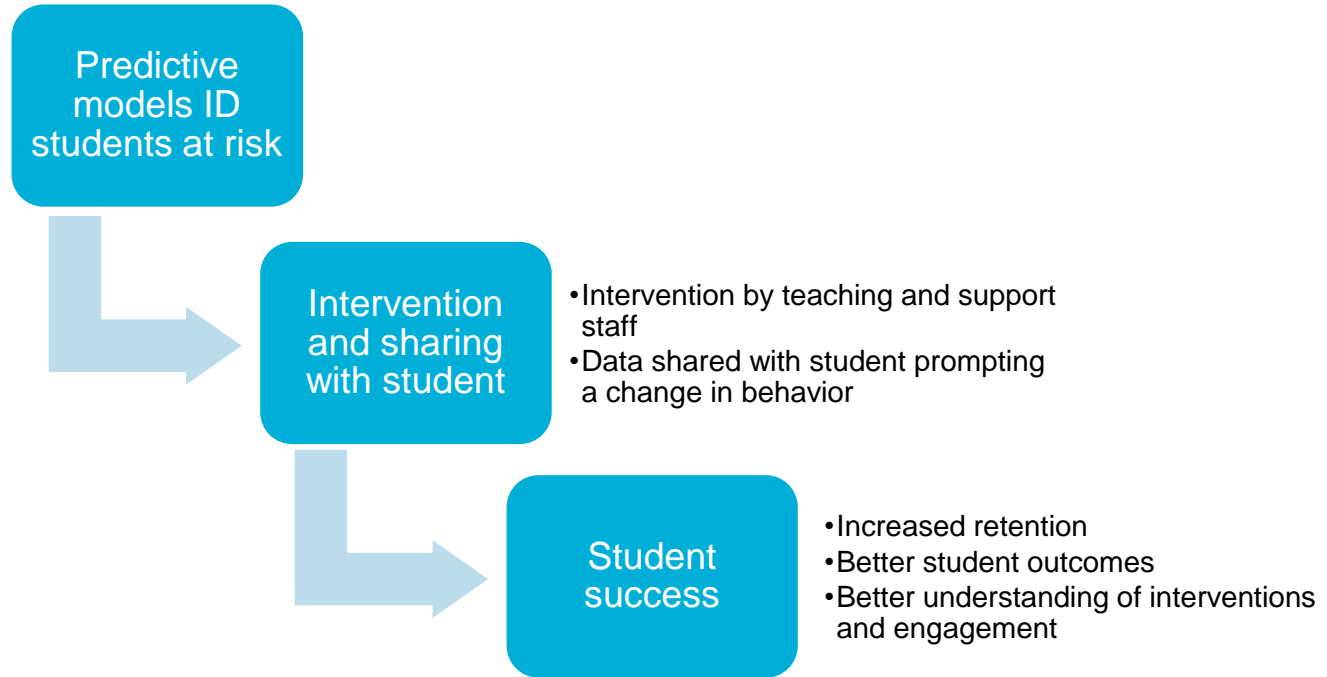 Predictive
models ID
students at risk
Intervention
and sharing
with student
•Intervention by teaching and support
staff
•Data shared with student prompting
a change in behavior
Student
success
•Increased retention
•Better student outcomes
•Better understanding of interventions
and engagement